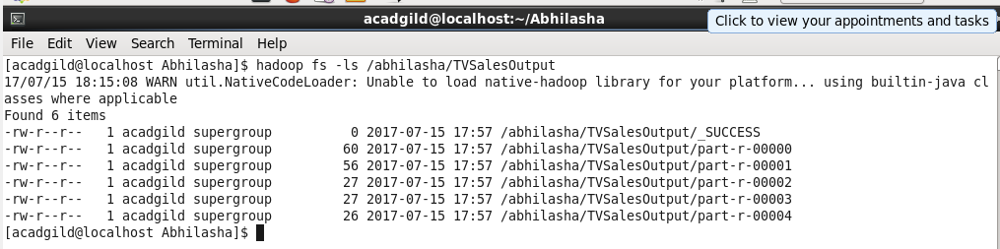 acadgild@localhost:~/Abhilasha
Click to view your appointments and tasks
File Edit View Search Terminal Help
[acadgild@localhost Abhilasha]$ hadoop fs -ls /abhilasha/TVSalesOutput
17/07/15 18:15:08 WARN util.NativeCodeLoader: Unable to load native-hadoop library for your platform... using builtin-java cl
asses where applicable
Found 6 items
-rw-r--r--   1 acadgild supergroup          0 2017-07-15 17:57 /abhilasha/TVSalesOutput/_SUCCESS
-rw-r--r--   1 acadgild supergroup         60 2017-07-15 17:57 /abhilasha/TVSalesOutput/part-r-00000
-rw-r--r--   1 acadgild supergroup         56 2017-07-15 17:57 /abhilasha/TVSalesOutput/part-r-00001
-rw-r--r--   1 acadgild supergroup         27 2017-07-15 17:57 /abhilasha/TVSalesOutput/part-r-00002
-rw-r--r--   1 acadgild supergroup         27 2017-07-15 17:57 /abhilasha/TVSalesOutput/part-r-00003
-rw-r--r--   1 acadgild supergroup         26 2017-07-15 17:57 /abhilasha/TVSalesOutput/part-r-00004
[acadgild@localhost Abhilasha]$